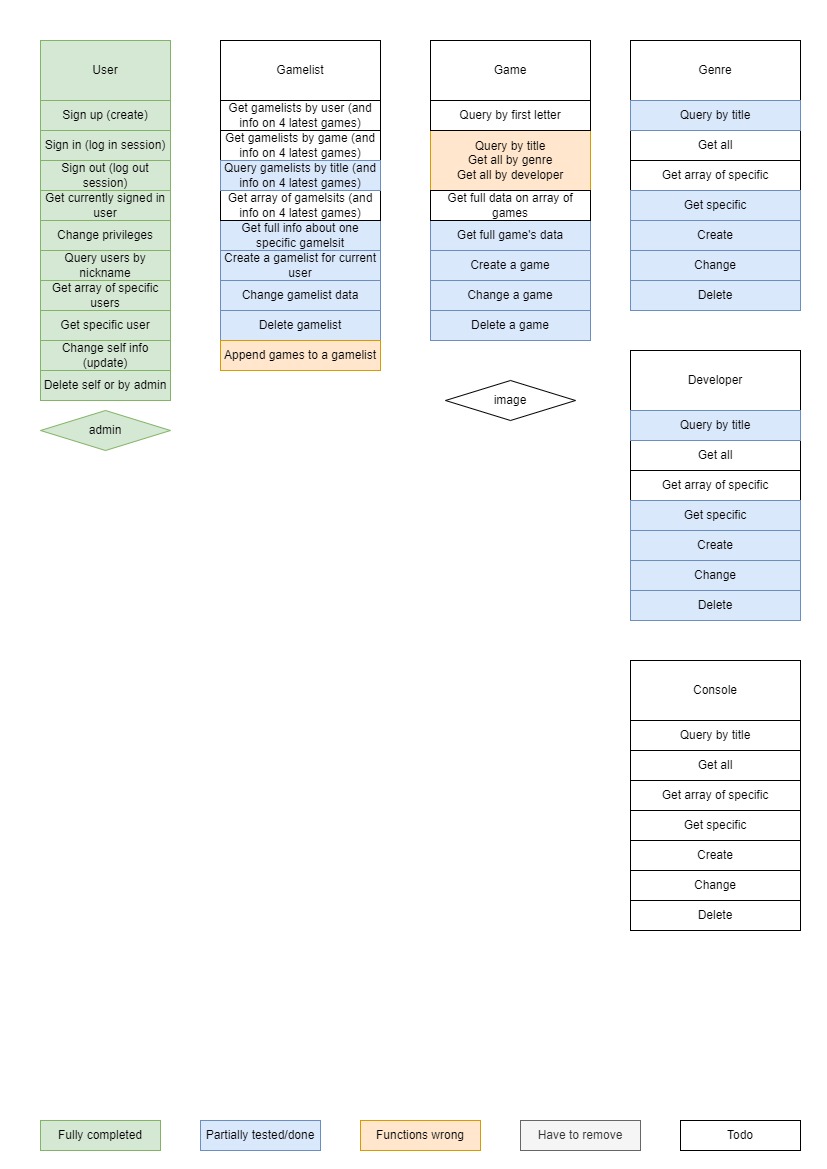 User
Sign up (create)
Sign in (log in session)
Sign out (log out
session)
Get currently signed in
user
Change privileges
Query users by
nickname
Get array of specific
users
Get specific user
Change self info
(update)
Delete self or by admin
admin
Gamelist
Get gamelists by user (and
info on 4 latest games)
Get gamelists by game (and
info on 4 latest games)
Query gamelists by title (and
info on 4 latest games)
Get array of gamelsits (and
info on 4 latest games)
Get full info about one
specific gamelsit
Create a gamelist for current
user
Change gamelist data
Delete gamelist
Append games to a gamelist
Game
Query by first letter
Query by title
Get all by genre
Get all by developer
Get full data on array of
games
Get full game's data
Create a game
Change a game
Delete a game
image
Genre
Query by title
Get all
Get array of specific
Get specific
Create
Change
Delete
Developer
Query by title
Get all
Get array of specific
Get specific
Create
Change
Delete
Console
Query by title
Get all
Get array of specific
Get specific
Create
Change
Delete
Fully completed
Partially tested/done
Functions wrong
Have to remove
Todo